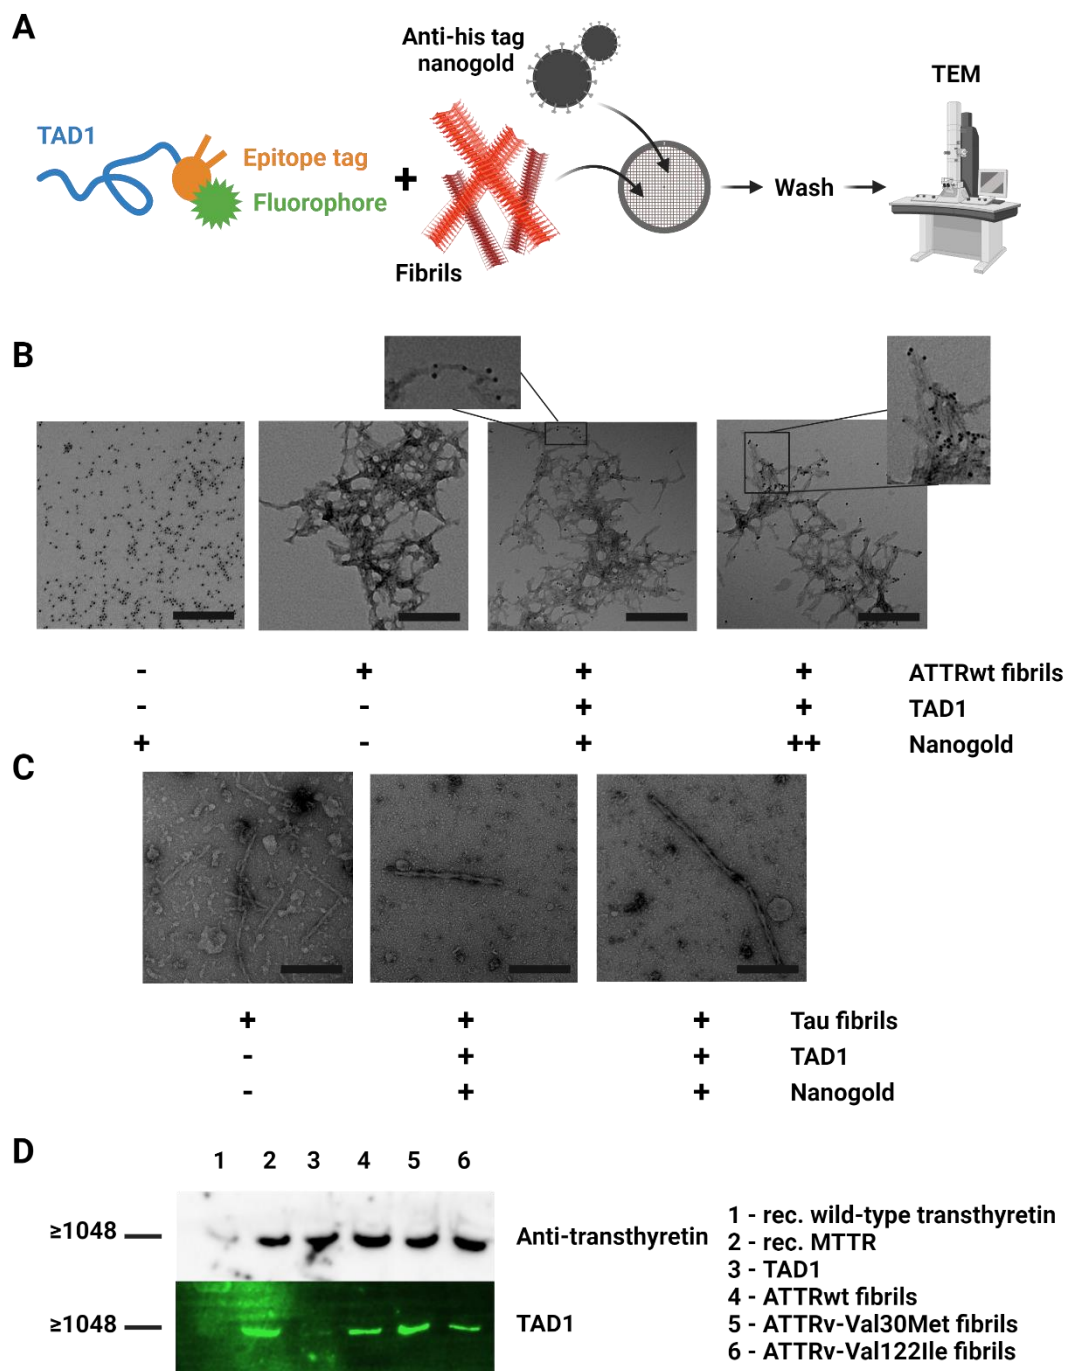 A
Anti-his tag
nanogold
TEM
TAD1
Epitope tag
+
Wash
Fluorophore
Fibrils
B
- + + + ATTRwt fibrils
- - + + TAD1
+ - + ++ Nanogold
C
+ + + Tau fibrils
- + + TAD1
- + + Nanogold
D
1 2 3 4 5 6
≥1048
Anti-transthyretin
≥1048
TAD1
1 - rec. wild-type transthyretin
2 - rec. MTTR
3 - TAD1
4 - ATTRwt fibrils
5 - ATTRv-Val30Met fibrils
6 - ATTRv-Val122Ile fibrils